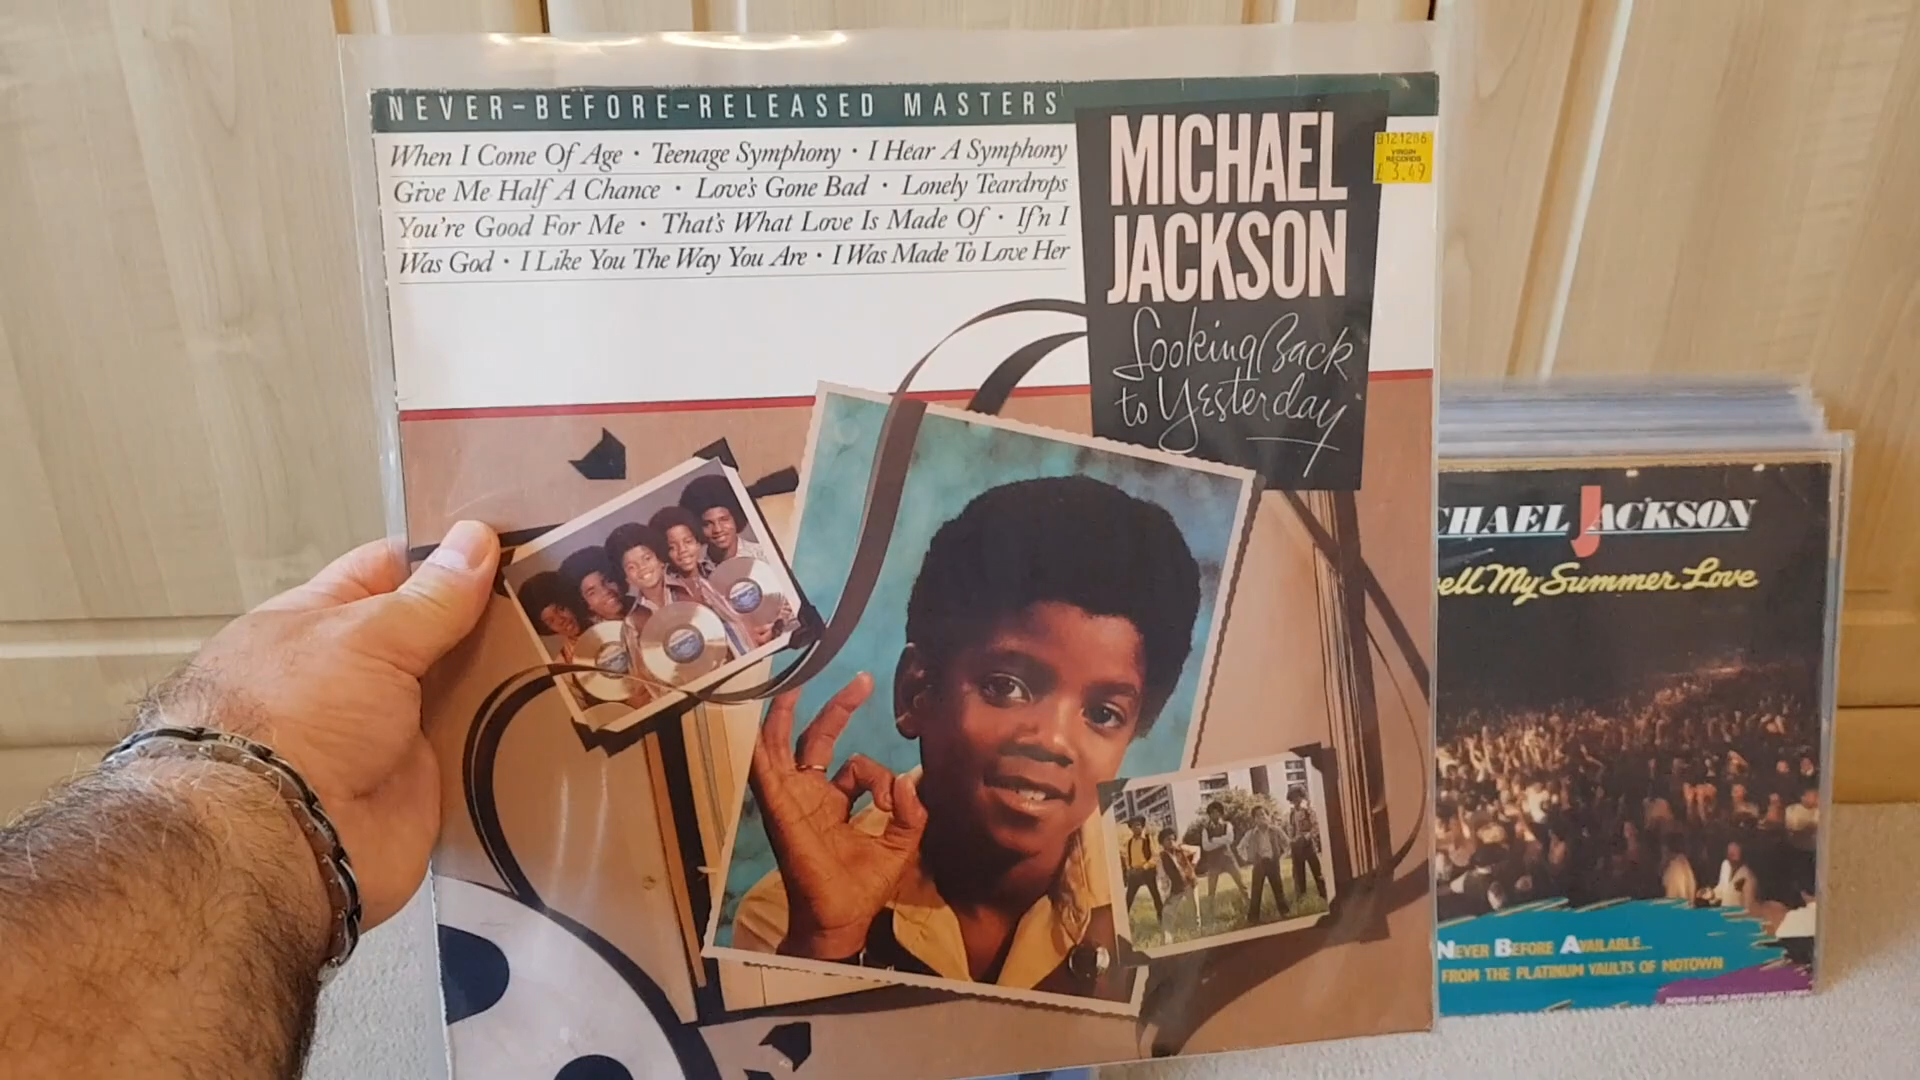 NEVER-BEFORE-RELEASED MASTERS
When I Come Of Age · Teenage Symphony · I Hear A Symphony
Give Me Half A Chance · Love's Gone Bad · Lonely Teardrops
You're Good For Me · That's What Love Is Made Of · If'n I
Was God · I Like You The Way You Are · I Was Made To Love Her
MICHAEL
JACKSON
Looking Back
to Yesterday
VIRGIN
RECORDS
£3.49
CHAEL JACKSON
ell My Summer Love
NEVER BEFORE AVAILABLE...
FROM THE PLATINUM VAULTS OF MOTOWN